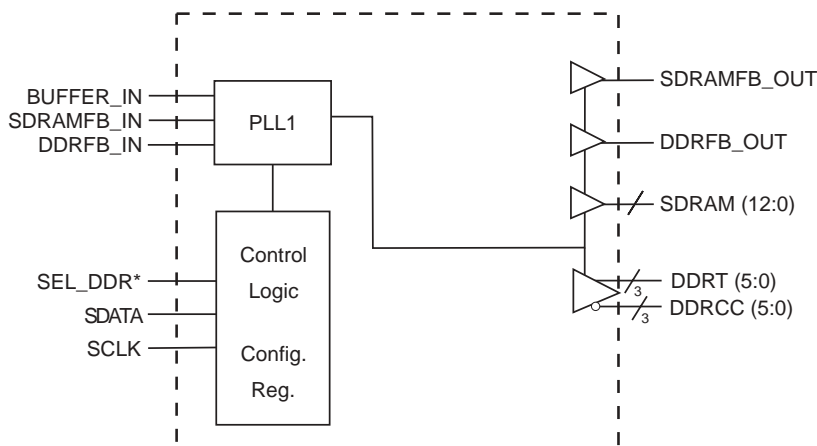 BUFFER_IN
SDRAMFB_IN
DDRFB_IN
PLL1
SEL_DDR*
SDATA
SCLK
Control
Logic
Config.
Reg.
SDRAMFB_OUT
DDRFB_OUT
SDRAM (12:0)
DDRT (5:0)
3
DDRCC (5:0)
3